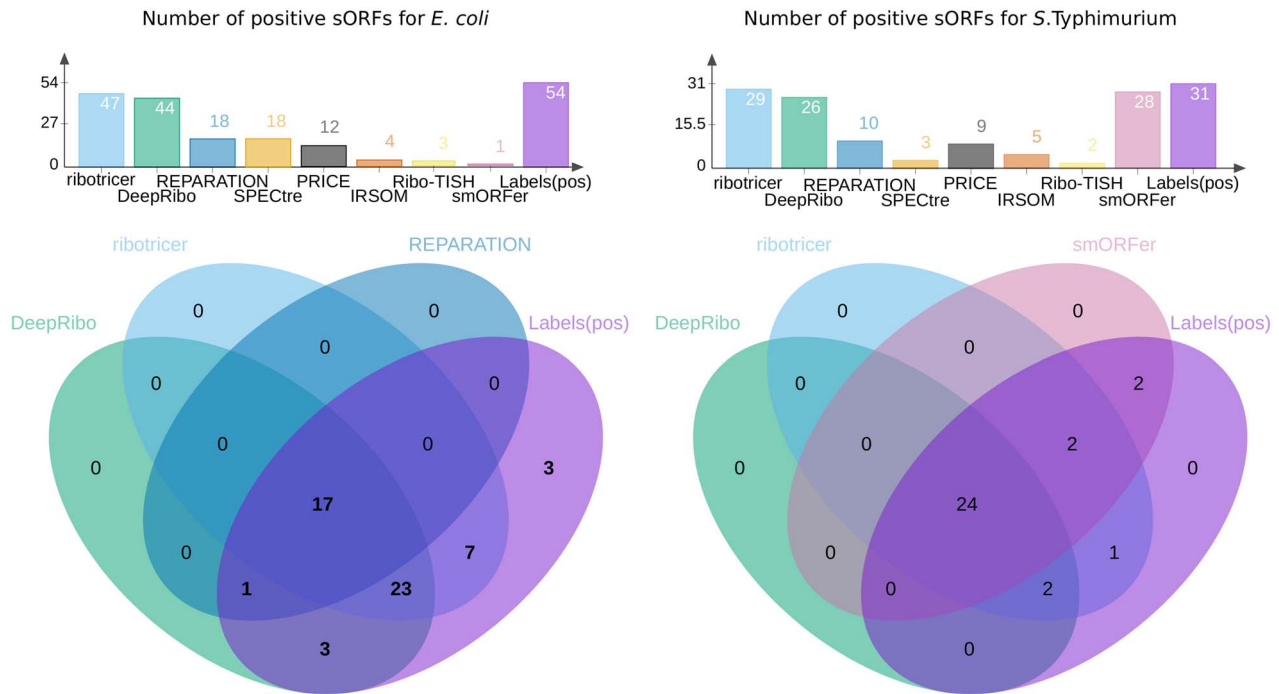 Number of positive sORFs for E. coli
54
27
0
47
44
18
18
12
4
3
1
54
ribotricer
DeepRibo
REPARATION
SPECtre
PRICE
IRSOM
Ribo-TISH
smORFer
Labels(pos)
ribotricer
REPARATION
DeepRibo
Labels(pos)
0
0
0
0
0
0
0
0
3
17
0
7
1
23
3
Number of positive sORFs for S.Typhimurium
31
15.5
0
29
26
10
3
9
5
2
28
31
ribotricer
DeepRibo
REPARATION
SPECtre
PRICE
IRSOM
Ribo-TISH
smORFer
Labels(pos)
ribotricer
smORFer
DeepRibo
Labels(pos)
0
0
0
0
2
0
2
0
0
24
0
1
0
2
0